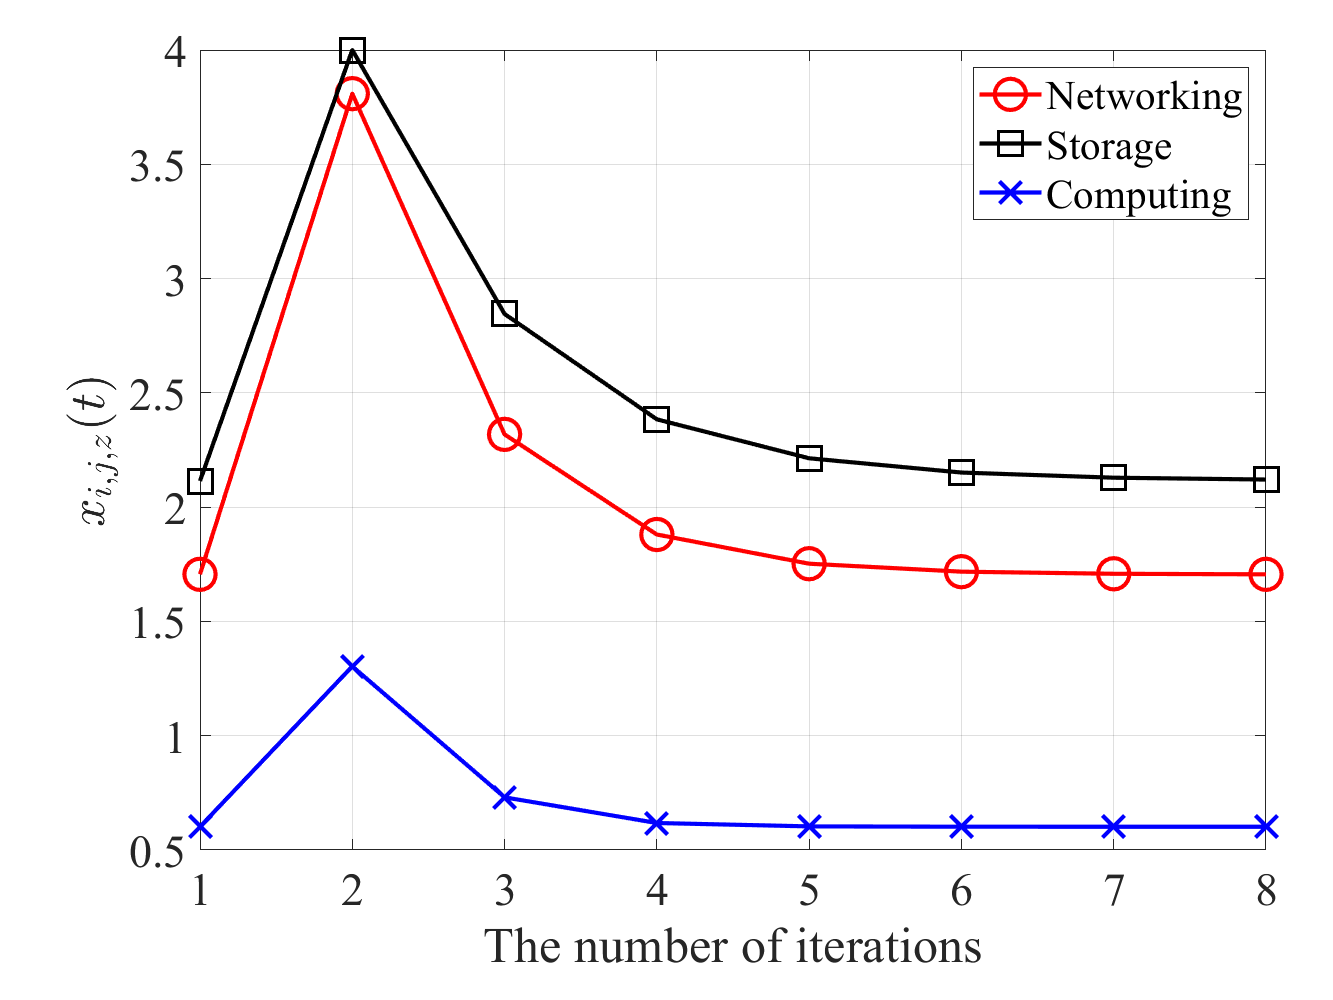 4
3.5
3
2.5
2
1.5
1
0.5
1 2 3 4 5 6 7 8
x_{i,j,z}(t)
The number of iterations
Networking
Storage
Computing